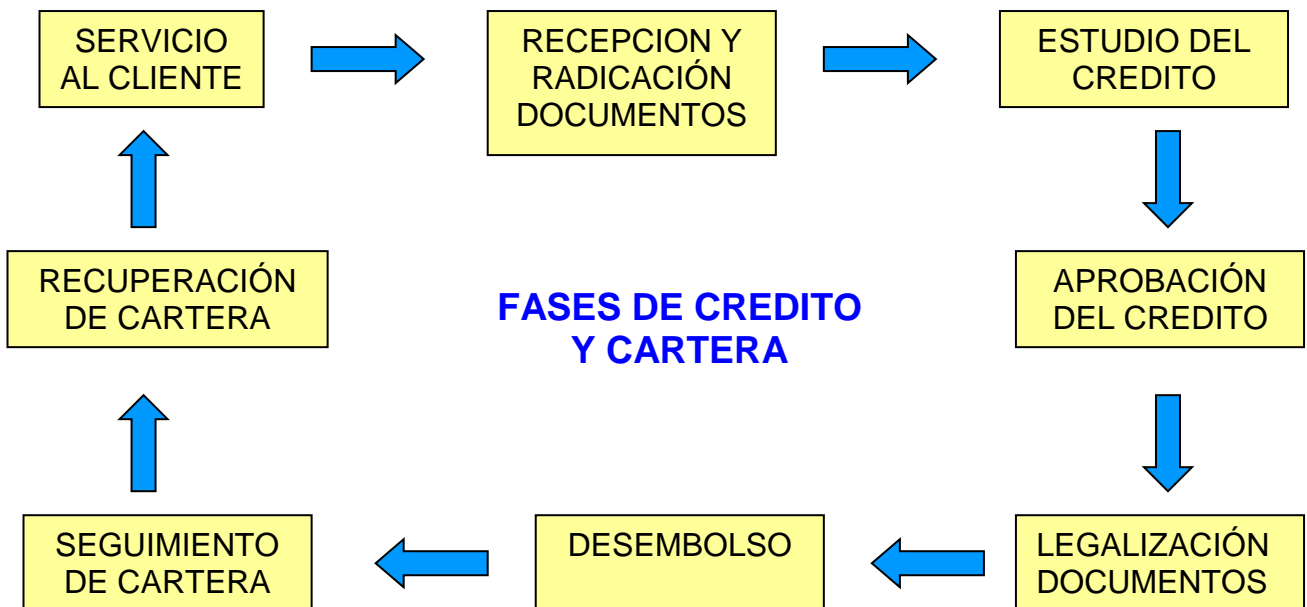 SERVICIO
AL CLIENTE
RECEPCION Y
RADICACIÓN
DOCUMENTOS
ESTUDIO DEL
CREDITO
RECUPERACIÓN
DE CARTERA
FASES DE CREDITO
Y CARTERA
APROBACIÓN
DEL CREDITO
SEGUIMIENTO
DE CARTERA
DESEMBOLSO
LEGALIZACIÓN
DOCUMENTOS